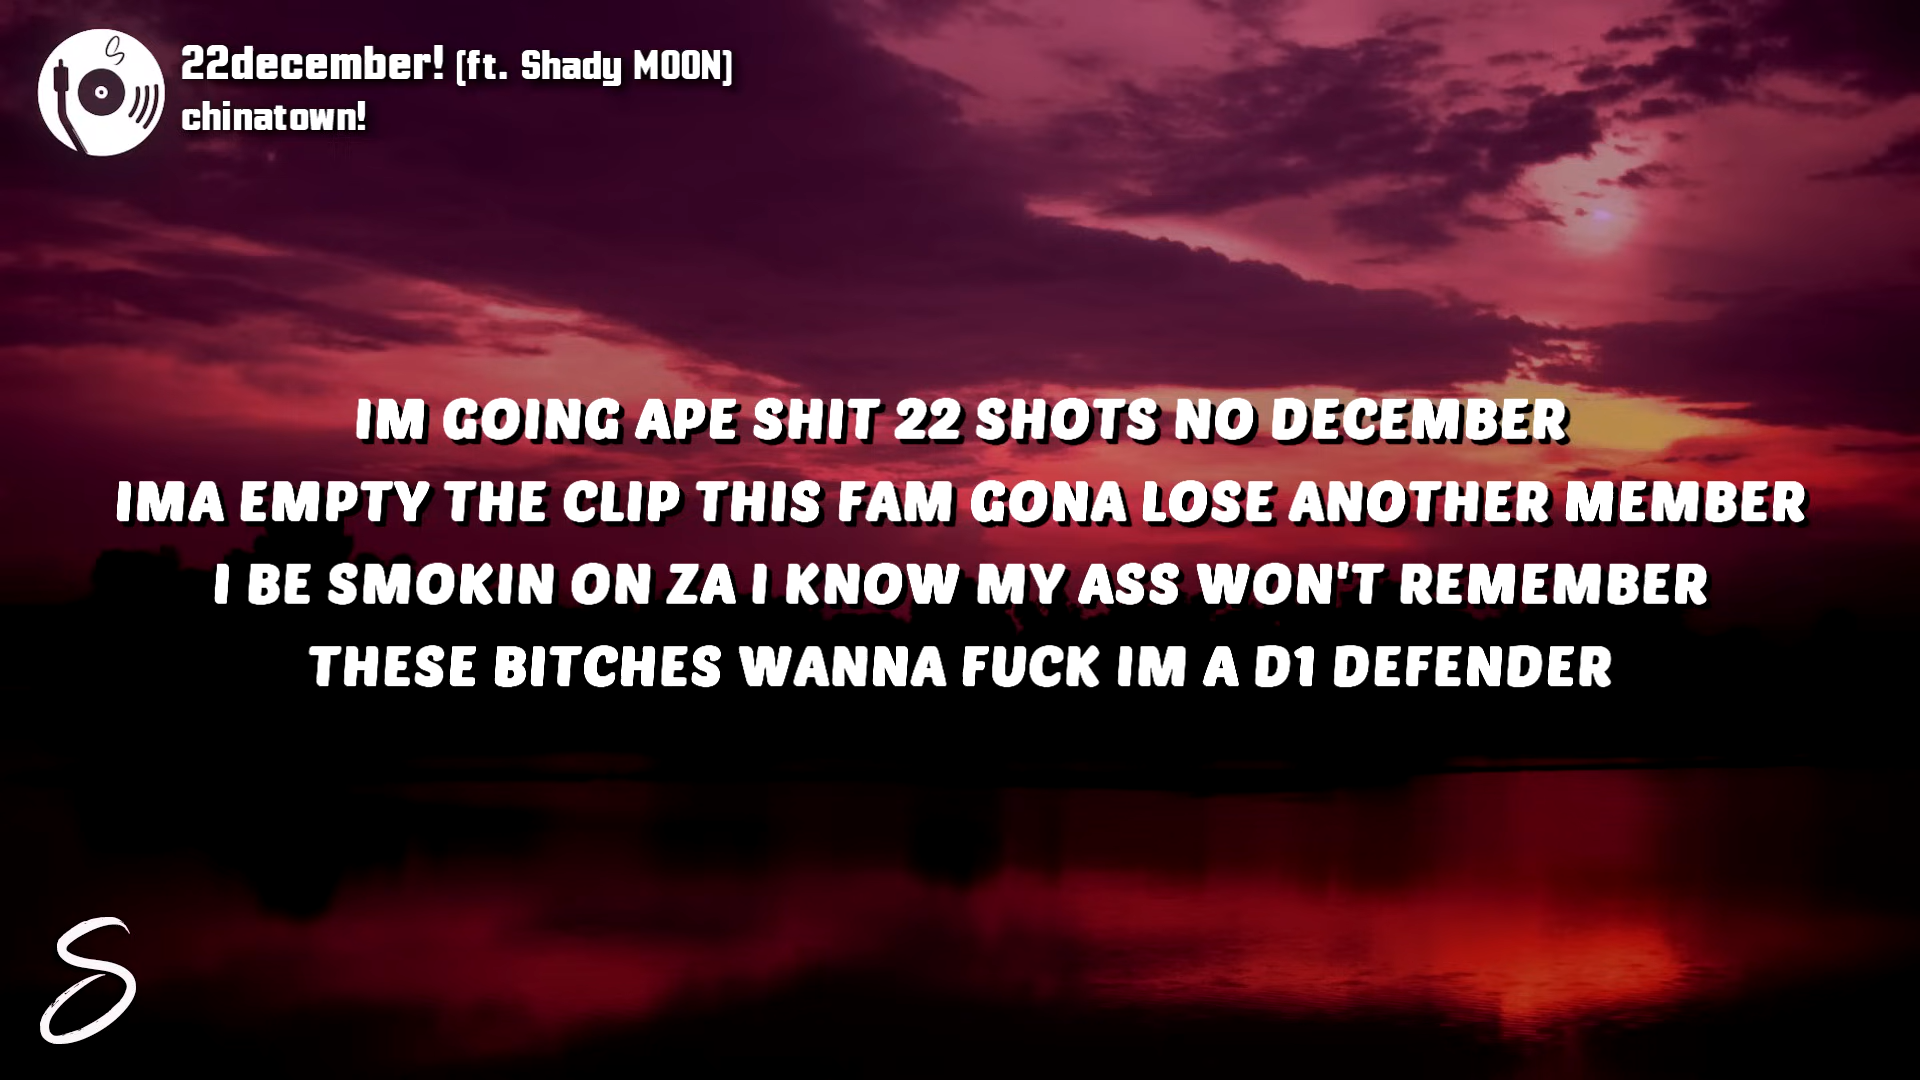 22december! (ft. Shady MOON)
chinatown!
IM GOING APE SHIT 22 SHOTS NO DECEMBER
IMA EMPTY THE CLIP THIS FAM GONA LOSE ANOTHER MEMBER
I BE SMOKIN ON ZA I KNOW MY ASS WON'T REMEMBER
THESE BITCHES WANNA FUCK IM A D1 DEFENDER
S